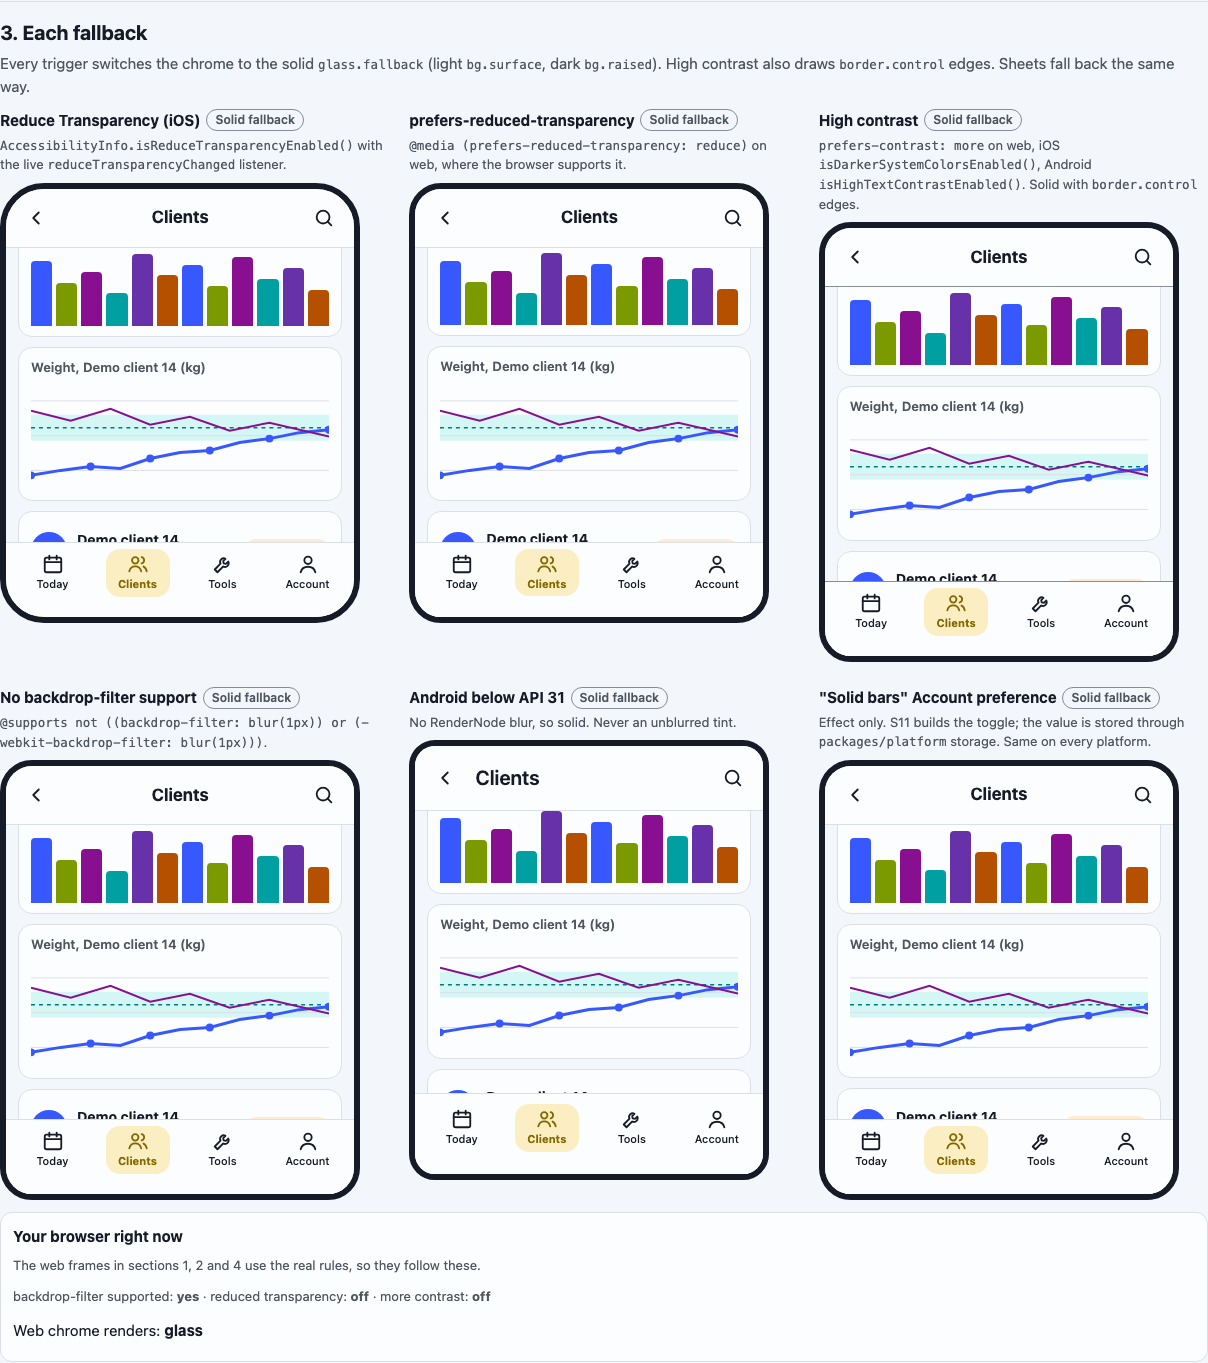 3. Each fallback
Every trigger switches the chrome to the solid glass.fallback (light bg.surface, dark bg.raised). High contrast also draws border.control edges. Sheets fall back the same
way.
Reduce Transparency (iOS) Solid fallback
AccessibilityInfo.isReduceTransparencyEnabled() with
the live reduceTransparencyChanged listener.
Clients
Weight, Demo client 14 (kg)
Demo client 14
Today Clients Tools Account
prefers-reduced-transparency Solid fallback
@media (prefers-reduced-transparency: reduce) on
web, where the browser supports it.
Clients
Weight, Demo client 14 (kg)
Demo client 14
Today Clients Tools Account
High contrast Solid fallback
prefers-contrast: more on web, iOS
isDarkerSystemColorsEnabled(), Android
isHighTextContrastEnabled(). Solid with border.control
edges.
Clients
Weight, Demo client 14 (kg)
Demo client 14
Today Clients Tools Account
No backdrop-filter support Solid fallback
@supports not ((backdrop-filter: blur(1px)) or (-
webkit-backdrop-filter: blur(1px))).
Clients
Weight, Demo client 14 (kg)
Demo client 14
Today Clients Tools Account
Android below API 31 Solid fallback
No RenderNode blur, so solid. Never an unblurred tint.
Clients
Weight, Demo client 14 (kg)
Today Clients Tools Account
"Solid bars" Account preference Solid fallback
Effect only. S11 builds the toggle; the value is stored through
packages/platform storage. Same on every platform.
Clients
Weight, Demo client 14 (kg)
Demo client 14
Today Clients Tools Account
Your browser right now
The web frames in sections 1, 2 and 4 use the real rules, so they follow these.
backdrop-filter supported: yes · reduced transparency: off · more contrast: off
Web chrome renders: glass